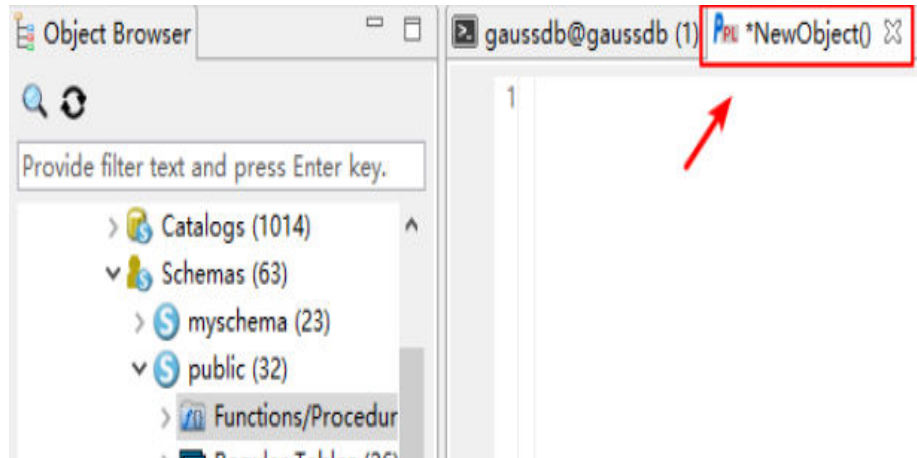 Object Browser
gaussdb@gaussdb (1)
PPL *NewObject()
1
Provide filter text and press Enter key.
Catalogs (1014)
Schemas (63)
myschema (23)
public (32)
Functions/Procedur